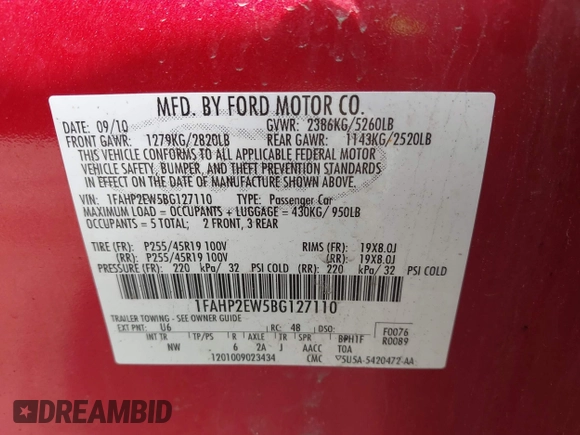 MFD. BY FORD MOTOR CO.
DATE: 09/10 GVWR: 2386KG/5260LB
FRONT GAWR: 1279KG/2820LB REAR GAWR: 1143KG/2520LB
THIS VEHICLE CONFORMS TO ALL APPLICABLE FEDERAL MOTOR
VEHICLE SAFETY, BUMPER, AND THEFT PREVENTION STANDARDS
IN EFFECT ON THE DATE OF MANUFACTURE SHOWN ABOVE.
VIN: 1FAHP2EW5BG127110 TYPE: Passenger Car
MAXIMUM LOAD = OCCUPANTS + LUGGAGE = 430KG/950LB
OCCUPANTS = 5 TOTAL; 2 FRONT, 3 REAR
TIRE (FR): P255/45R19 100V RIMS (FR): 19X8.0J
(RR): P255/45R19 100V (RR): 19X8.0J
PRESSURE (FR): 220 kPa/ 32 PSI COLD (RR): 220 kPa/ 32 PSI COLD
1FAHP2EW5BG127110
TRAILER TOWING - SEE OWNER GUIDE
EXT PNT: U6 RC: 48 DSO: F0076
INT TR TP/PS R AXLE TR SPR BPHTF R0089
NW 6 2A J AACC
1201009023434 CMC 5U5A-5420472-AA
DREAMBID